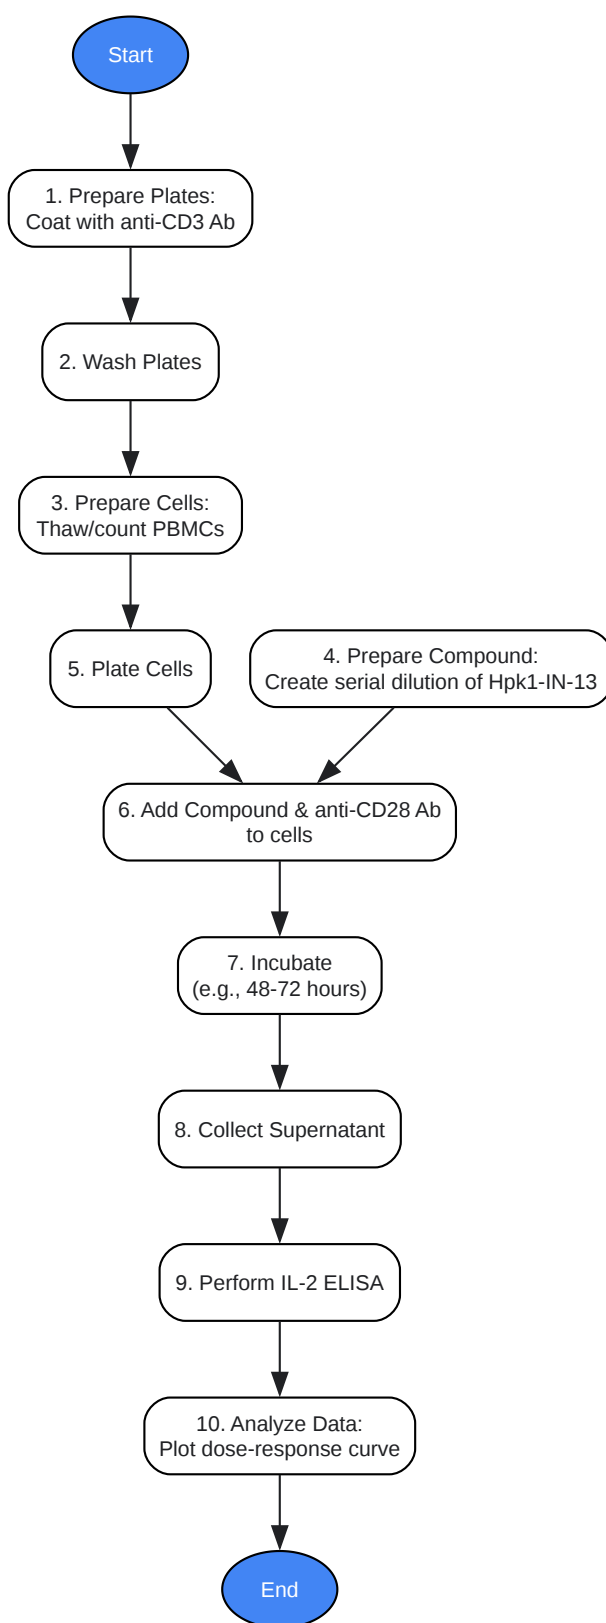 Start
1. Prepare Plates:
Coat with anti-CD3 Ab
2. Wash Plates
3. Prepare Cells:
Thaw/count PBMCs
5. Plate Cells
4. Prepare Compound:
Create serial dilution of Hpk1-IN-13
6. Add Compound & anti-CD28 Ab
to cells
7. Incubate
(e.g., 48-72 hours)
8. Collect Supernatant
9. Perform IL-2 ELISA
10. Analyze Data:
Plot dose-response curve
End